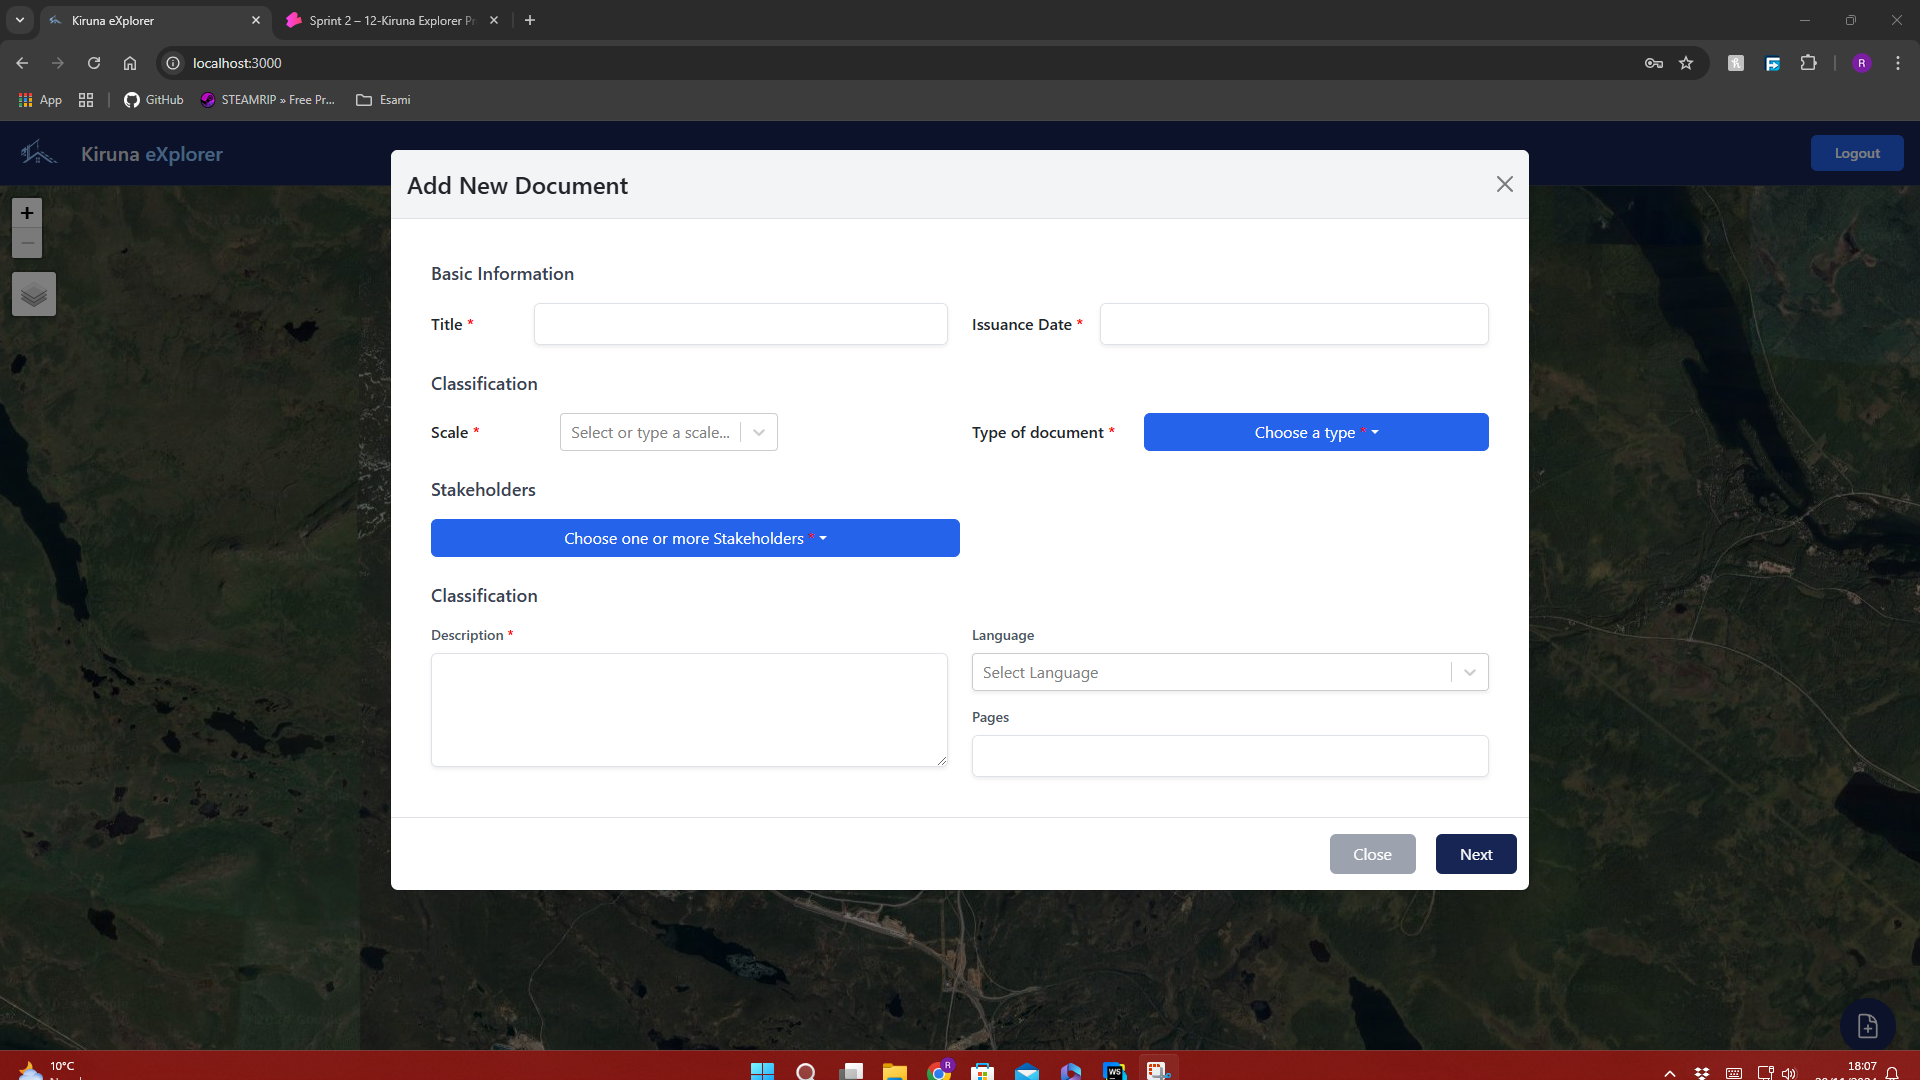 Kiruna eXplorer
Sprint 2 – 12-Kiruna Explorer Pr
localhost:3000
R
App
GitHub
STEAMRIP » Free Pr...
Esami
Kiruna eXplorer
Logout
+
−
Add New Document
Basic Information
Title *
Issuance Date *
Classification
Scale *
Select or type a scale...
Type of document *
Choose a type *
Stakeholders
Choose one or more Stakeholders *
Classification
Description *
Language
Select Language
Pages
Close
Next
10°C
R
WS
18:07